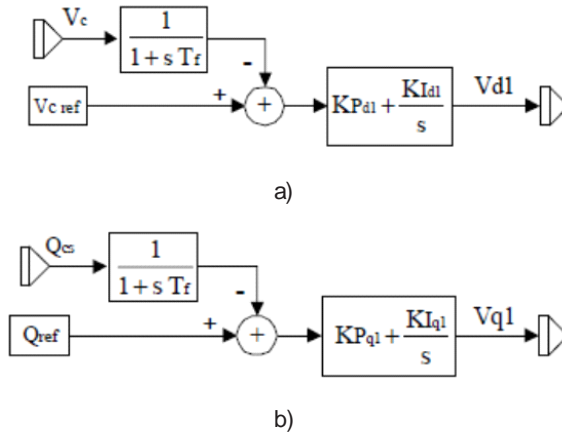 Vc
1
1 + s Tf
-
Vc ref
+
+
KPd1 + KId1
s
Vd1
a)
Qcs
1
1 + s Tf
-
Qref
+
+
KPq1 + KIq1
s
Vq1
b)